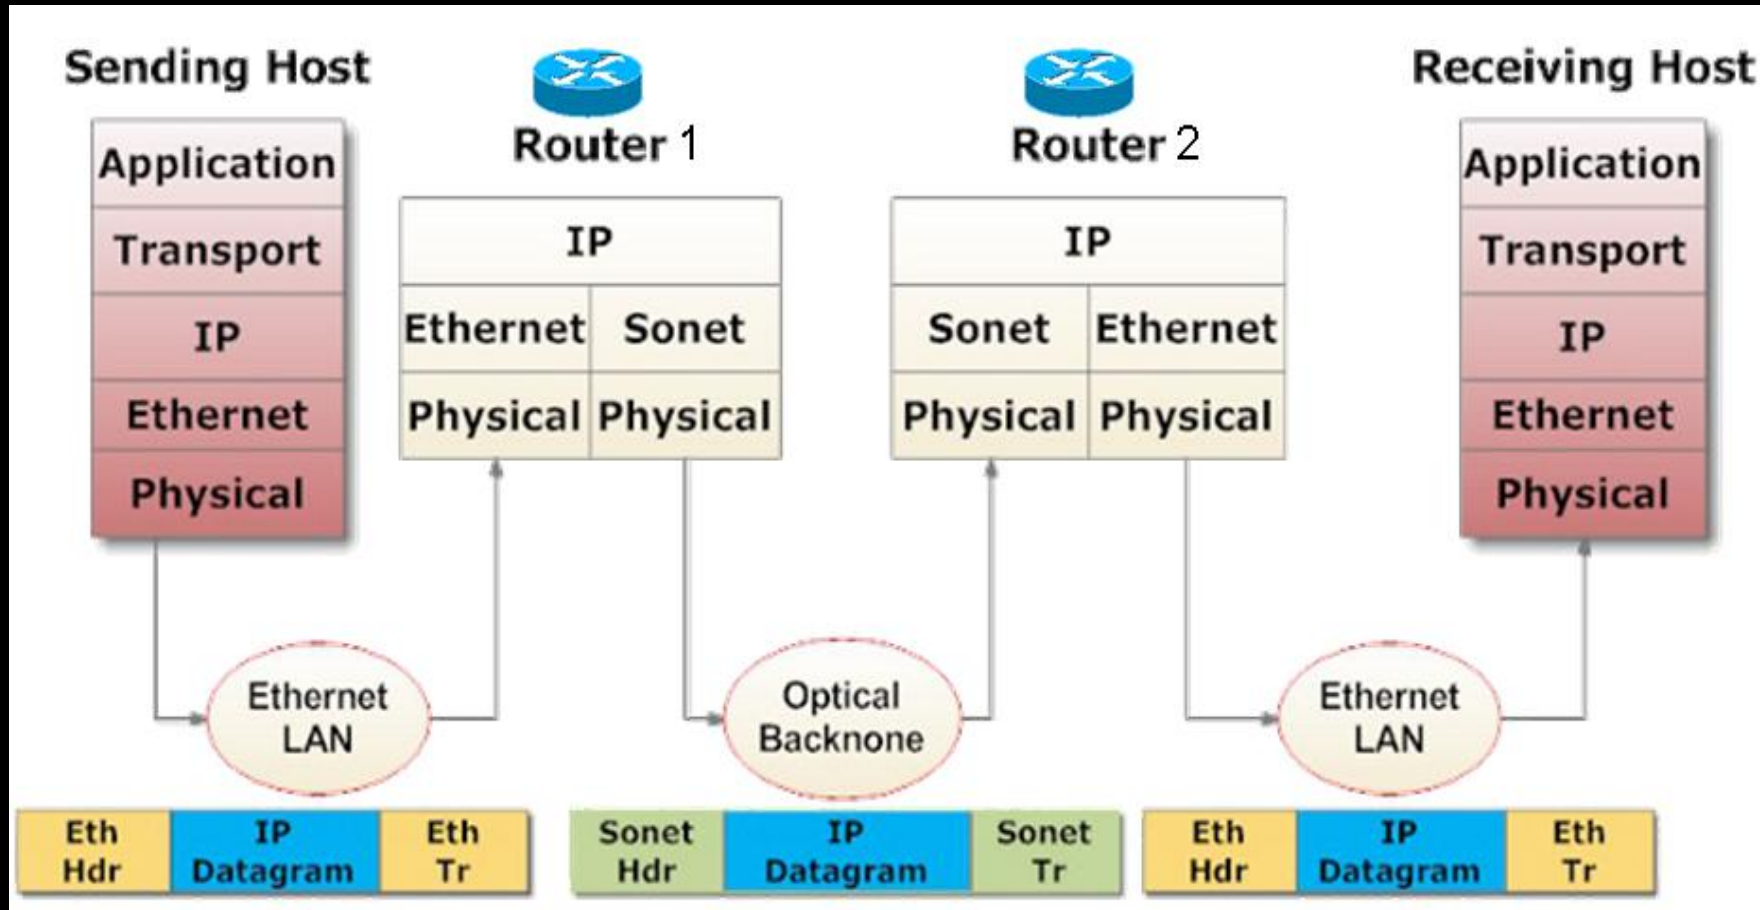 Sending Host
Router 1
Router 2
Receiving Host
Application
Transport
IP
Ethernet
Physical
IP
Ethernet Sonet
Physical Physical
IP
Sonet Ethernet
Physical Physical
Application
Transport
IP
Ethernet
Physical
Ethernet
LAN
Optical
Backnone
Ethernet
LAN
Eth
Hdr
IP
Datagram
Eth
Tr
Sonet
Hdr
IP
Datagram
Sonet
Tr
Eth
Hdr
IP
Datagram
Eth
Tr